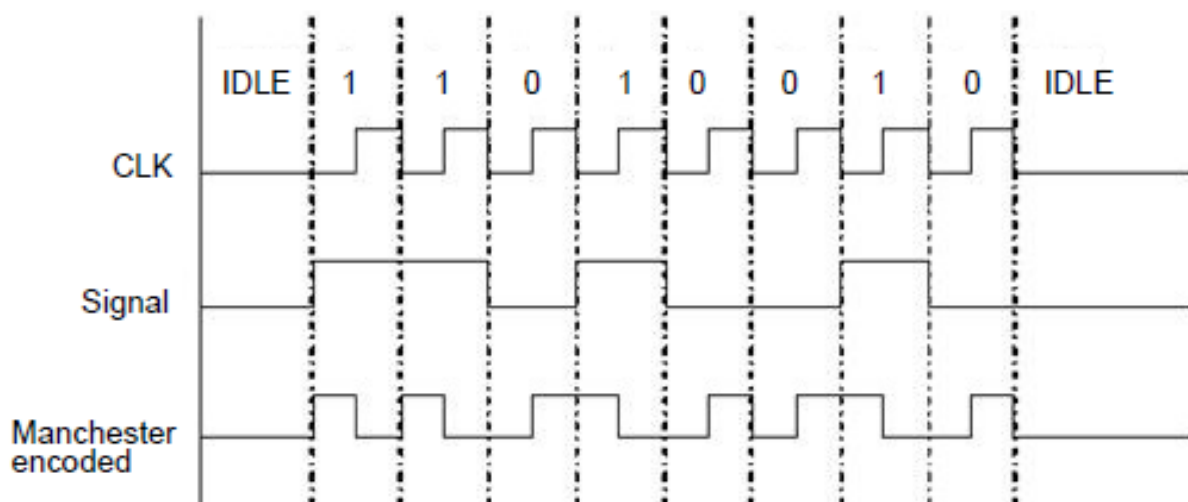 IDLE 1 1 0 1 0 0 1 0 IDLE
CLK
Signal
Manchester
encoded